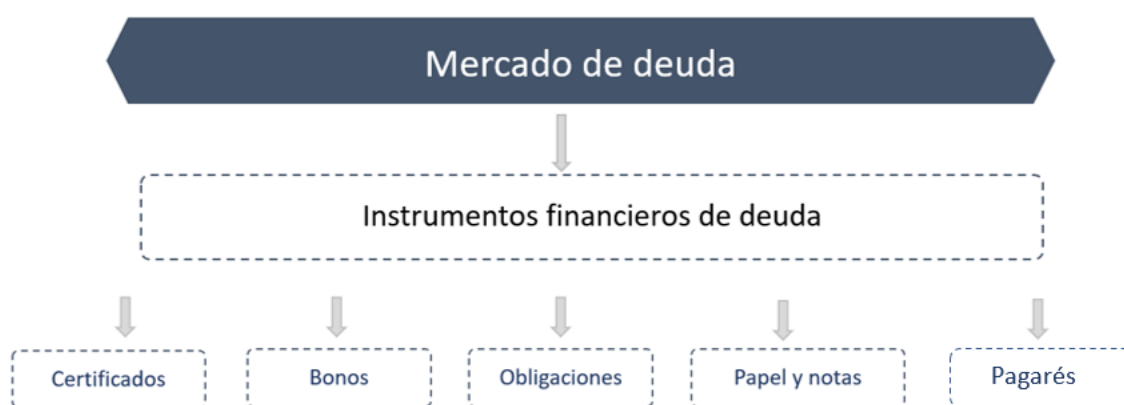 Mercado de deuda
Instrumentos financieros de deuda
Certificados
Bonos
Obligaciones
Papel y notas
Pagarés